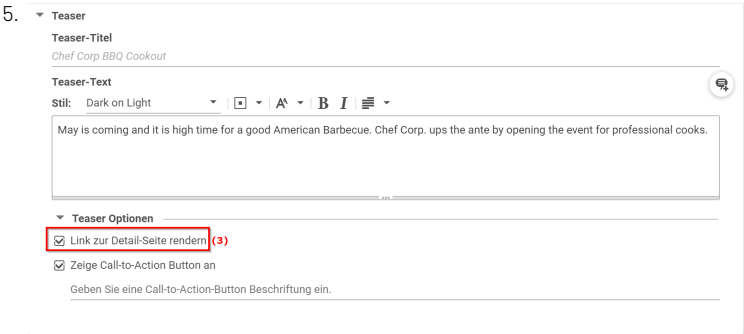 5.
Teaser
Teaser-Titel
Chef Corp BBQ Cookout
Teaser-Text
Stil: Dark on Light A B I
May is coming and it is high time for a good American Barbecue. Chef Corp. ups the ante by opening the event for professional cooks.
Teaser Optionen
Link zur Detail-Seite rendern (3)
Zeige Call-to-Action Button an
Geben Sie eine Call-to-Action-Button Beschriftung ein.